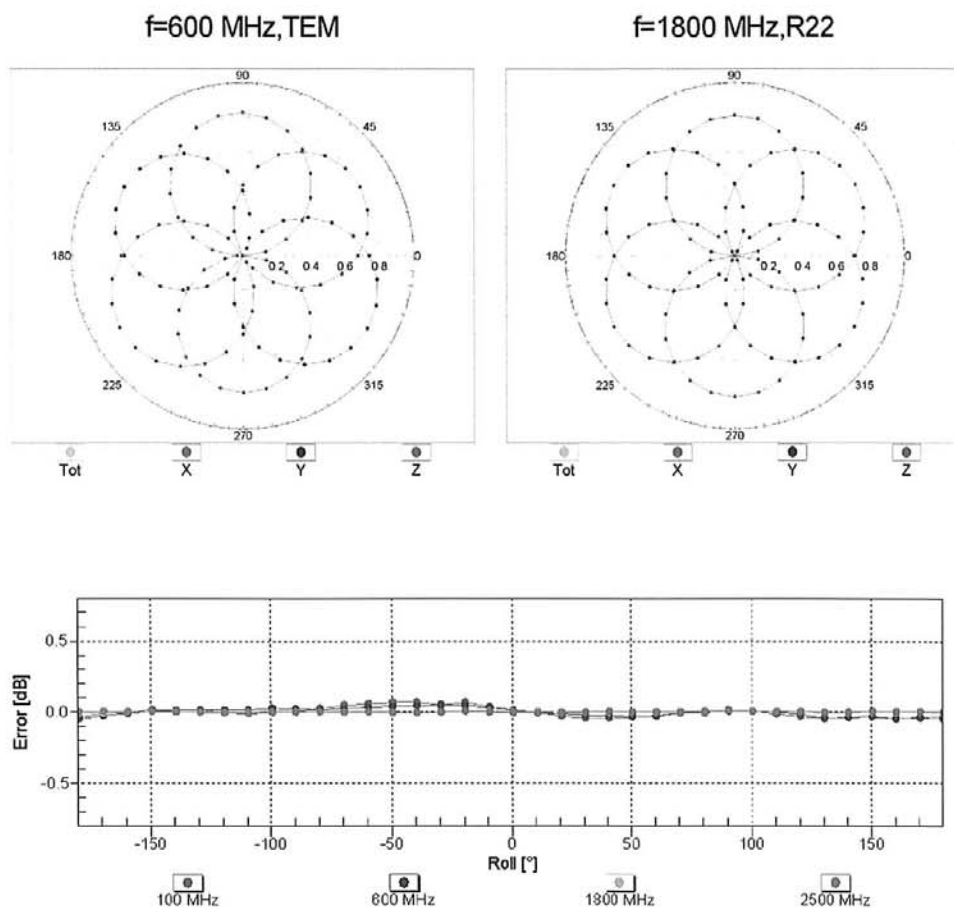 f=600 MHz,TEM
f=1800 MHz,R22
90
135
45
180
0.2 0.4 0.6 0.8
0
225
315
270
Tot X Y Z
90
135
45
180
0.2 0.4 0.6 0.8
0
225
315
270
Tot X Y Z
Error [dB]
0.5
0.0
-0.5
-150 -100 -50 0 50 100 150
Roll [°]
100 MHz 600 MHz 1800 MHz 2500 MHz